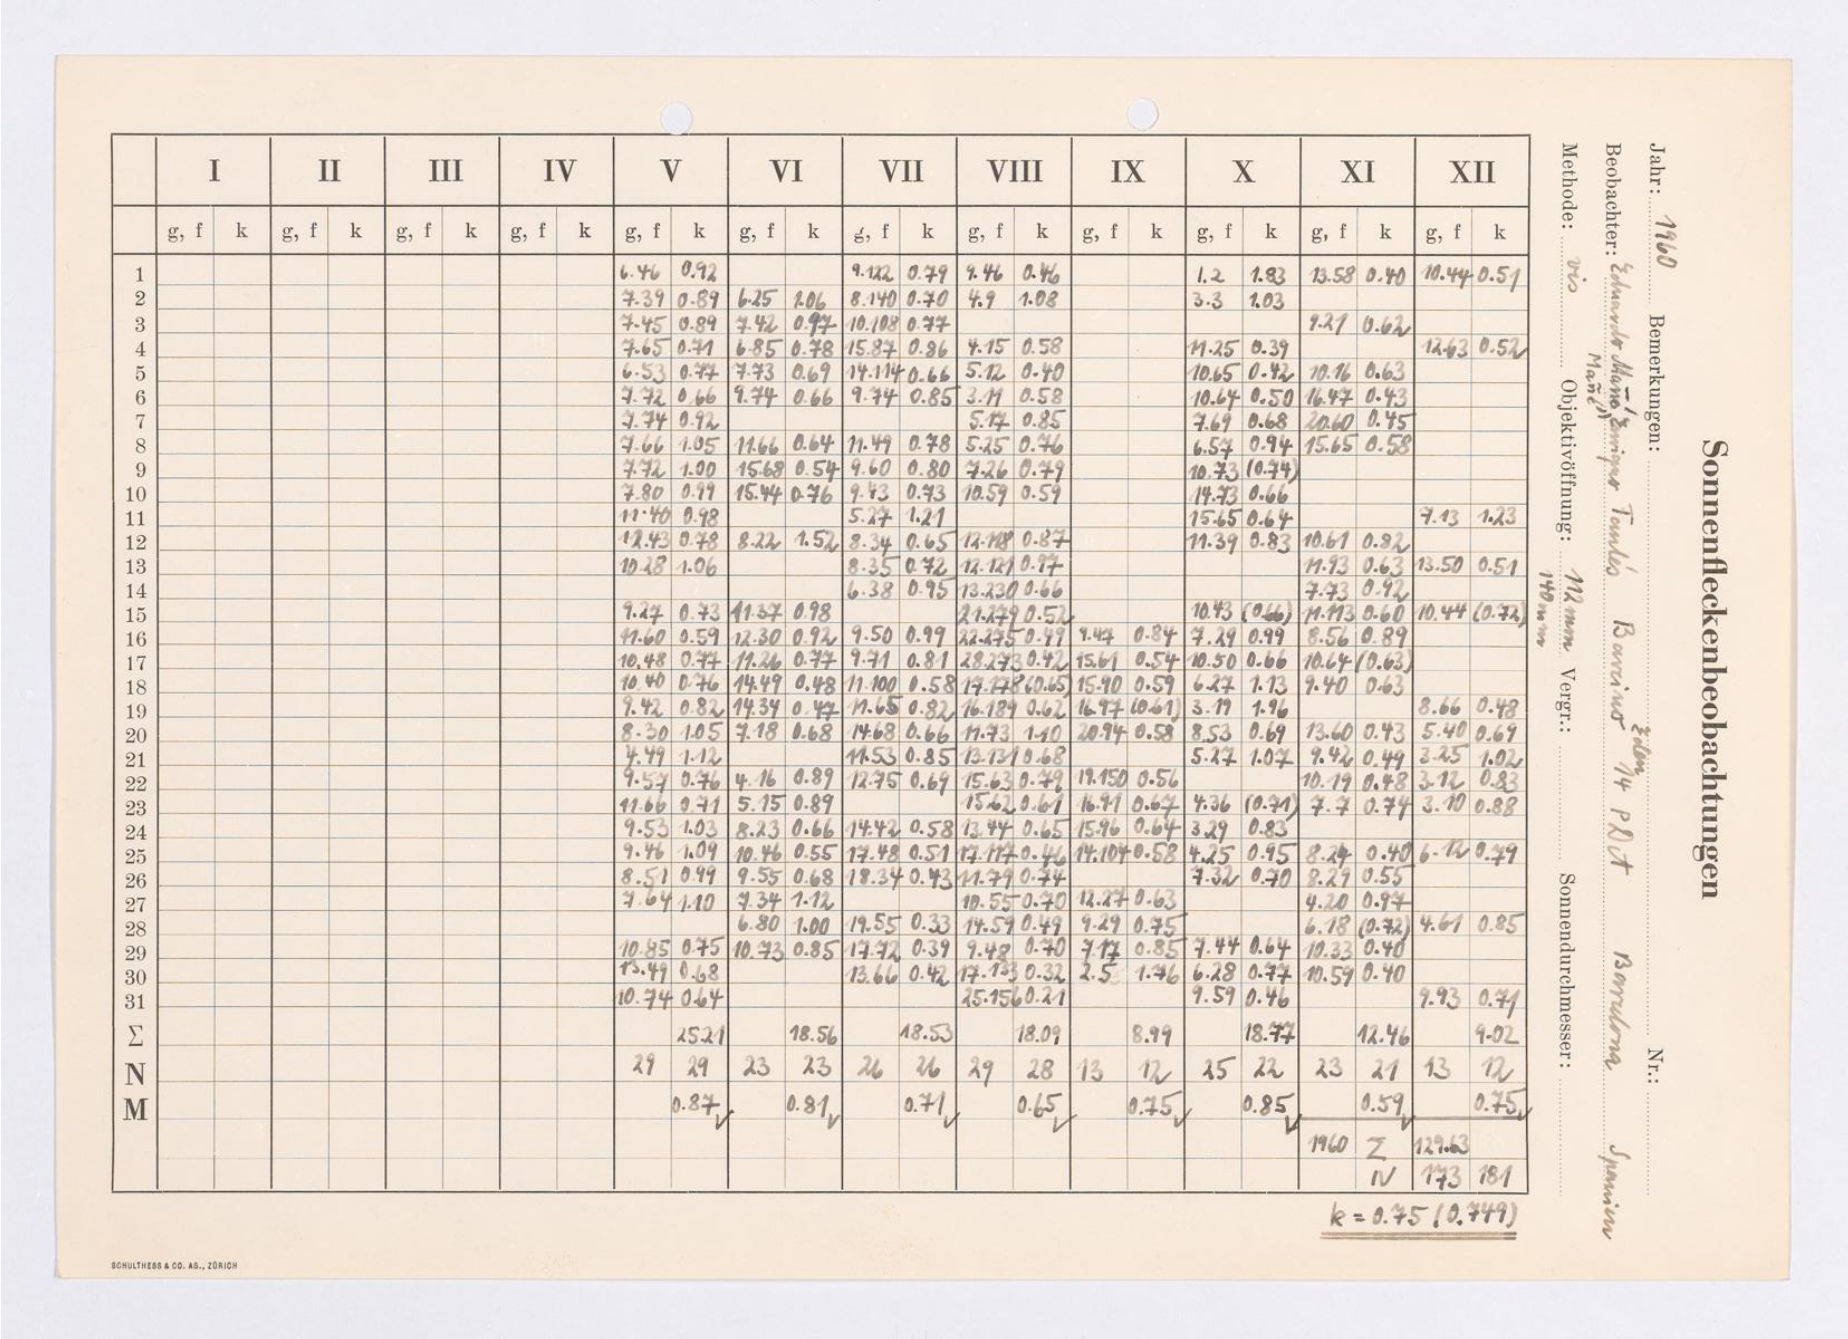 I II III IV V VI VII VIII IX X XI XII
g, f k g, f k g, f k g, f k g, f k g, f k g, f k g, f k g, f k g, f k g, f k g, f k
1 6.46 0.92 9.122 0.79 9.46 0.46 1.2 1.83 13.58 0.40 10.44 0.51
2 7.39 0.89 6.25 1.06 8.140 0.70 4.9 1.08 3.3 1.03
3 7.45 0.89 7.42 0.97 10.108 0.77 9.21 0.62
4 7.65 0.71 6.85 0.78 15.87 0.86 4.15 0.58 11.25 0.39 12.63 0.52
5 6.53 0.77 7.73 0.69 14.114 0.66 5.12 0.40 10.65 0.42 10.16 0.63
6 7.72 0.66 9.74 0.66 9.74 0.85 3.11 0.58 10.64 0.50 16.47 0.43
7 7.74 0.92 5.17 0.85 7.69 0.68 20.60 0.45
8 7.66 1.05 11.66 0.64 11.49 0.78 5.25 0.76 6.57 0.94 15.65 0.58
9 7.72 1.00 15.68 0.54 9.60 0.80 7.26 0.79 10.73 (0.74)
10 7.80 0.99 15.44 0.76 9.43 0.73 10.59 0.59 14.73 0.66
11 11.40 0.98 5.27 1.21 15.65 0.64 7.13 1.23
12 12.43 0.78 8.22 1.52 8.34 0.65 12.118 0.87 11.39 0.83 10.61 0.82
13 10.28 1.06 8.35 0.72 12.121 0.97 11.93 0.63 13.50 0.51
14 6.38 0.95 13.230 0.66 7.73 0.92
15 9.27 0.73 11.37 0.98 21.279 0.52 10.43 (0.66) 11.113 0.60 10.44 (0.72)
16 11.60 0.59 12.30 0.92 9.50 0.99 22.275 0.49 9.47 0.84 7.29 0.99 8.56 0.89
17 10.48 0.77 11.26 0.77 9.71 0.81 28.273 0.42 15.61 0.54 10.50 0.66 10.64 (0.63)
18 10.40 0.76 14.49 0.48 11.100 0.58 17.178 (0.65) 15.90 0.59 6.27 1.13 9.40 0.63
19 9.42 0.82 14.34 0.47 11.65 0.82 16.189 0.62 16.97 (0.61) 3.19 1.96 8.66 0.48
20 8.30 1.05 7.18 0.68 14.68 0.66 11.73 1.10 20.94 0.58 8.53 0.69 13.60 0.43 5.40 0.69
21 4.49 1.12 11.53 0.85 13.131 0.68 5.27 1.07 9.42 0.49 3.25 1.02
22 9.57 0.76 4.16 0.89 12.75 0.69 15.63 0.79 19.150 0.56 10.19 0.48 3.12 0.83
23 11.66 0.71 5.15 0.89 15.62 0.61 16.91 0.67 4.36 (0.71) 7.7 0.74 3.10 0.88
24 9.53 1.03 8.23 0.66 14.42 0.58 13.44 0.65 15.96 0.64 3.29 0.83
25 9.46 1.09 10.46 0.55 17.48 0.51 17.117 0.46 14.104 0.58 4.25 0.95 8.24 0.40 6.12 0.79
26 8.51 0.99 9.55 0.68 18.34 0.43 11.79 0.74 7.32 0.70 8.29 0.55
27 7.64 1.10 7.34 1.12 10.55 0.70 12.27 0.63 4.20 0.97
28 6.80 1.00 19.55 0.33 14.59 0.49 9.29 0.75 6.18 (0.72) 4.61 0.85
29 10.85 0.75 10.73 0.85 17.72 0.39 9.48 0.70 7.17 0.85 7.44 0.64 10.33 0.40
30 13.49 0.68 13.66 0.42 17.133 0.32 2.5 1.76 6.28 0.77 10.59 0.40
31 10.74 0.64 25.156 0.21 9.59 0.46 9.93 0.71
Σ 25.21 18.56 18.53 18.09 8.99 18.77 12.46 9.02
N 29 29 23 23 26 26 29 28 13 12 25 22 23 21 13 12
M 0.87 0.81 0.71 0.65 0.75 0.85 0.59 0.75
1960 Σ 129.63
N 173 181
k = 0.75 (0.749)
SCHULTHESS & CO. AG., ZÜRICH
Sonnenfleckenbeobachtungen
Jahr: 1960 Bemerkungen: Nr.:
Beobachter: Eduardo Barcino 14 Barcelona Spanien
Mañé
Methode: vis Objektivöffnung: 112 mm Vergr.: Sonnendurchmesser:
140 mm